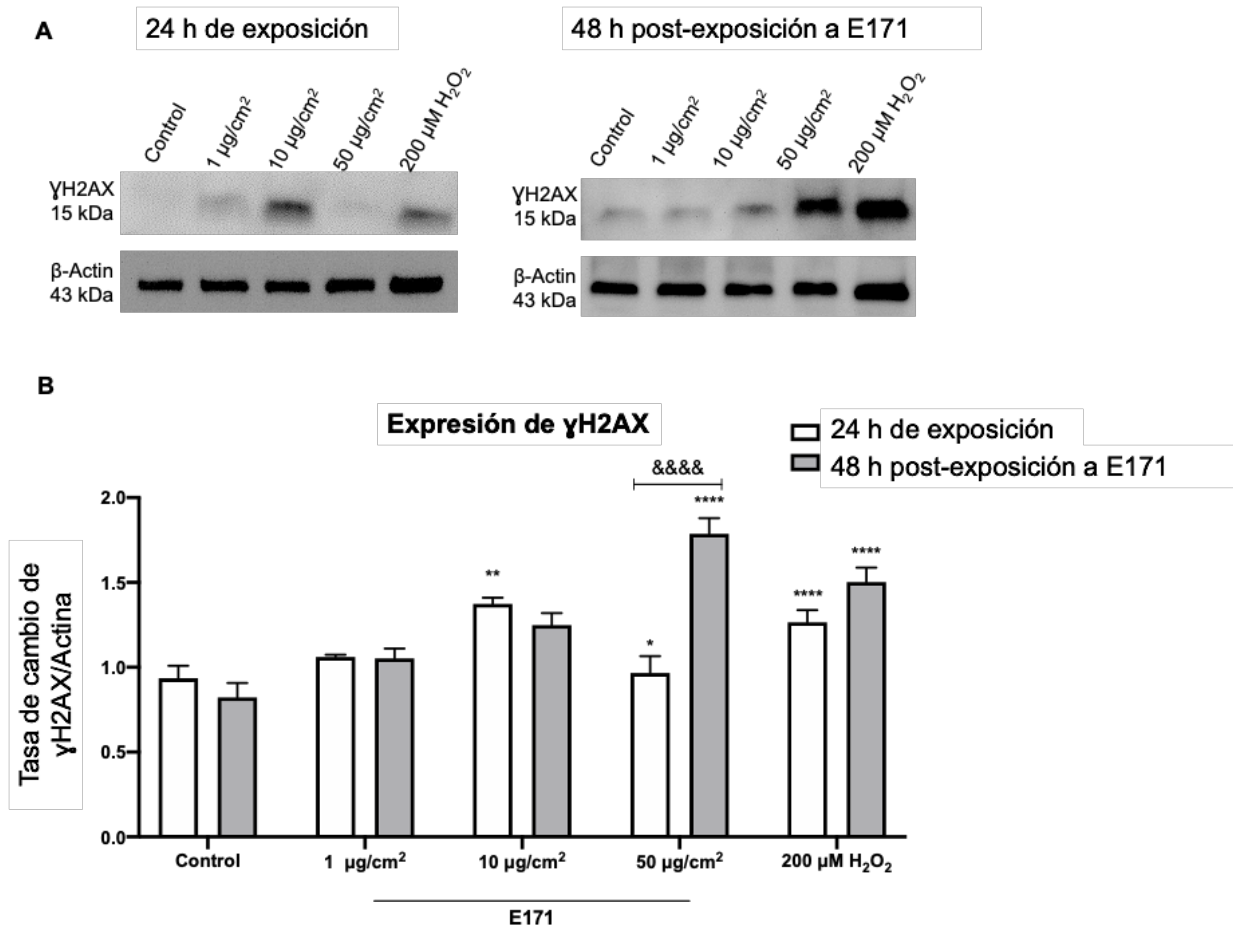 A
24 h de exposición
48 h post-exposición a E171
Control
1 µg/cm²
10 µg/cm²
50 µg/cm²
200 µM H₂O₂
ɣH2AX
15 kDa
β-Actin
43 kDa
Control
1 µg/cm²
10 µg/cm²
50 µg/cm²
200 µM H₂O₂
ɣH2AX
15 kDa
β-Actin
43 kDa
B
Expresión de ɣH2AX
24 h de exposición
48 h post-exposición a E171
Tasa de cambio de
ɣH2AX/Actina
2.0
1.5
1.0
0.5
0.0
**
*
&&&&
****
****
****
Control
1 µg/cm²
10 µg/cm²
50 µg/cm²
200 µM H₂O₂
E171